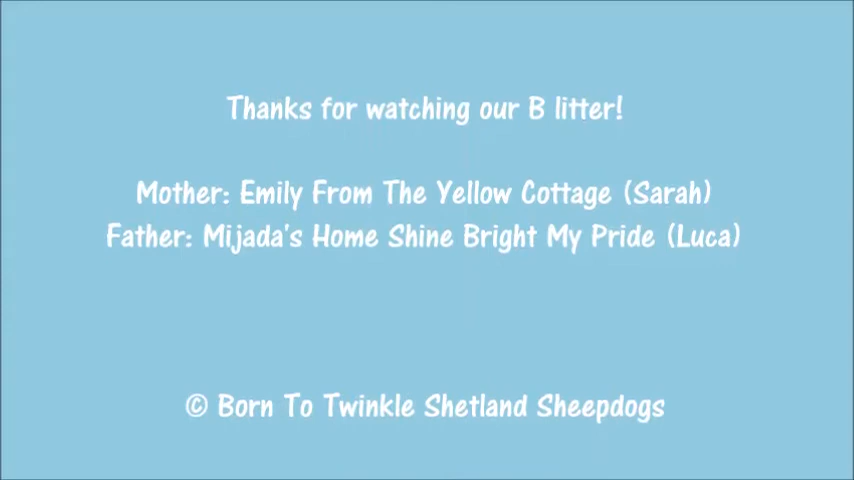 Thanks for watching our B litter!
Mother: Emily From The Yellow Cottage (Sarah)
Father: Mijada's Home Shine Bright My Pride (Luca)
© Born To Twinkle Shetland Sheepdogs